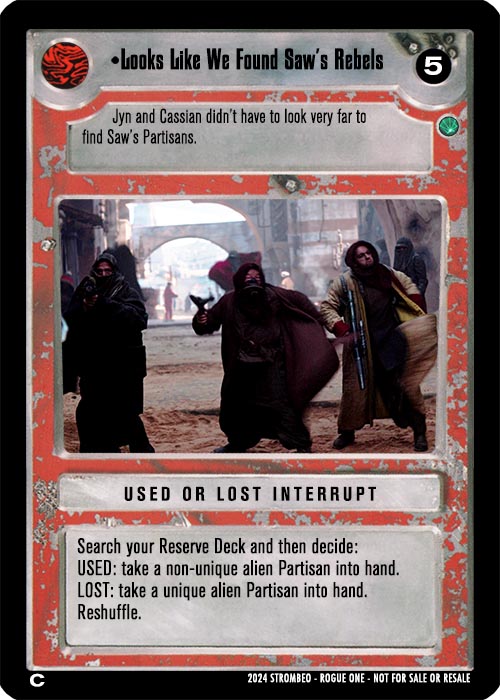 •Looks Like We Found Saw's Rebels
5
Jyn and Cassian didn't have to look very far to
find Saw's Partisans.
USED OR LOST INTERRUPT
Search your Reserve Deck and then decide:
USED: take a non-unique alien Partisan into hand.
LOST: take a unique alien Partisan into hand.
Reshuffle.
C
2024 STROMBEO - ROGUE ONE - NOT FOR SALE OR RESALE